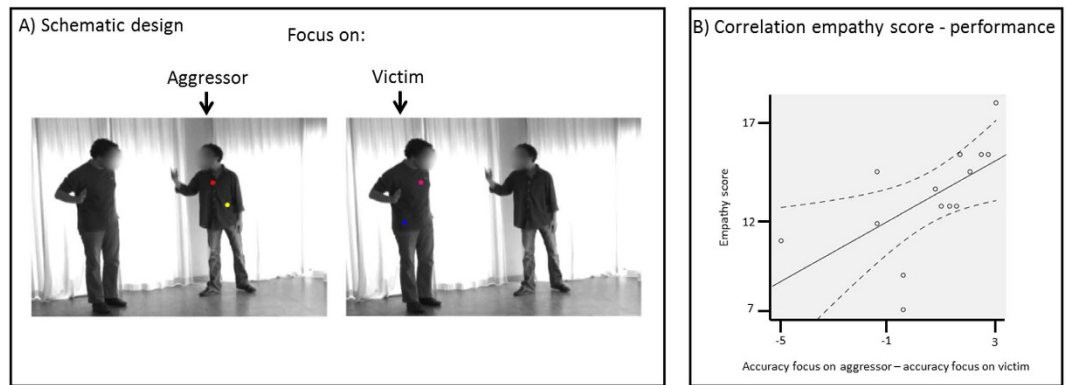 A) Schematic design
Focus on:
Aggressor
Victim
B) Correlation empathy score - performance
Empathy score
17
12
7
-5
-1
3
Accuracy focus on aggressor – accuracy focus on victim